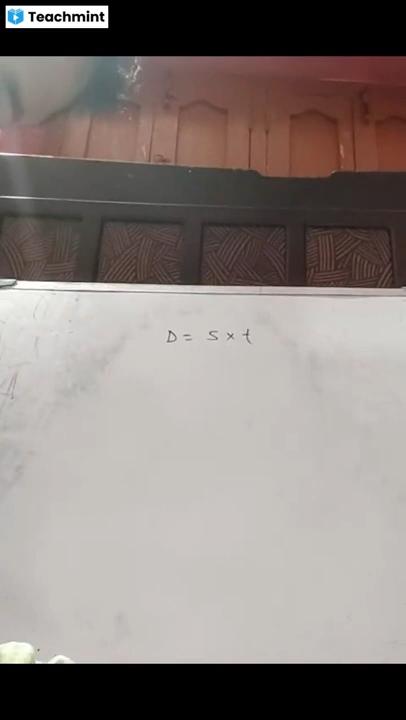 Teachmint
D = S × t